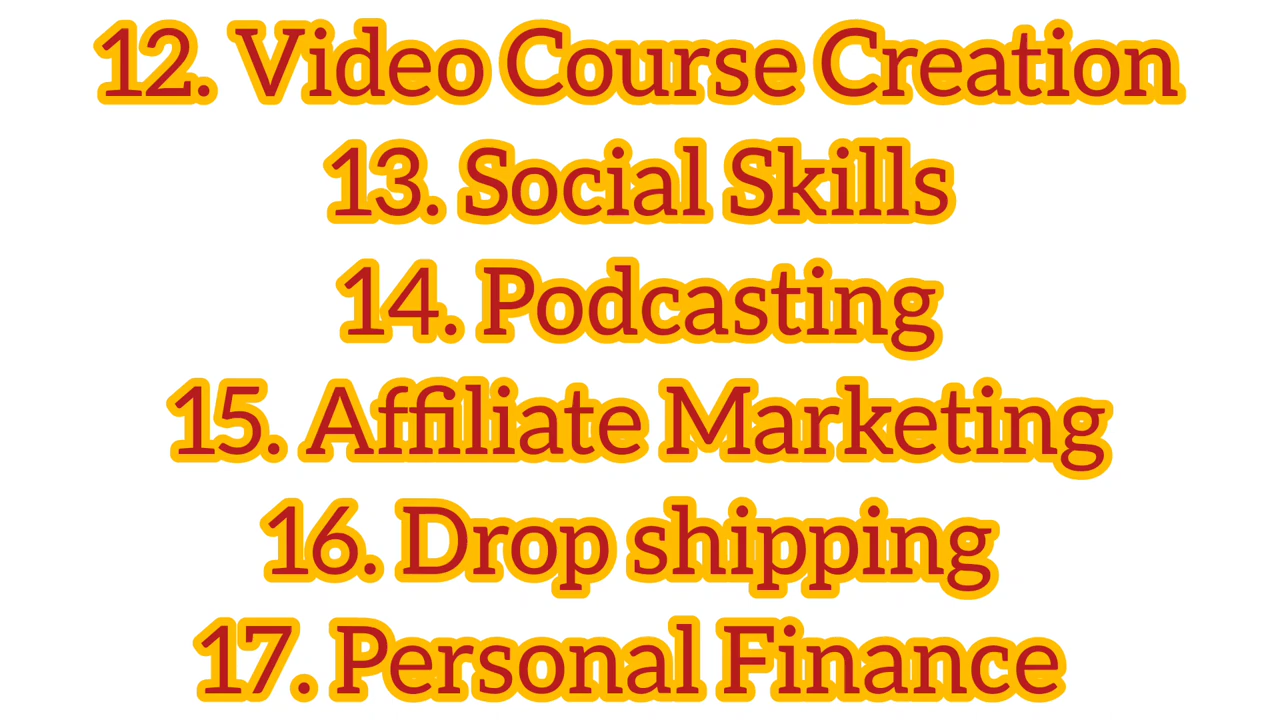 12. Video Course Creation
13. Social Skills
14. Podcasting
15. Affiliate Marketing
16. Drop shipping
17. Personal Finance